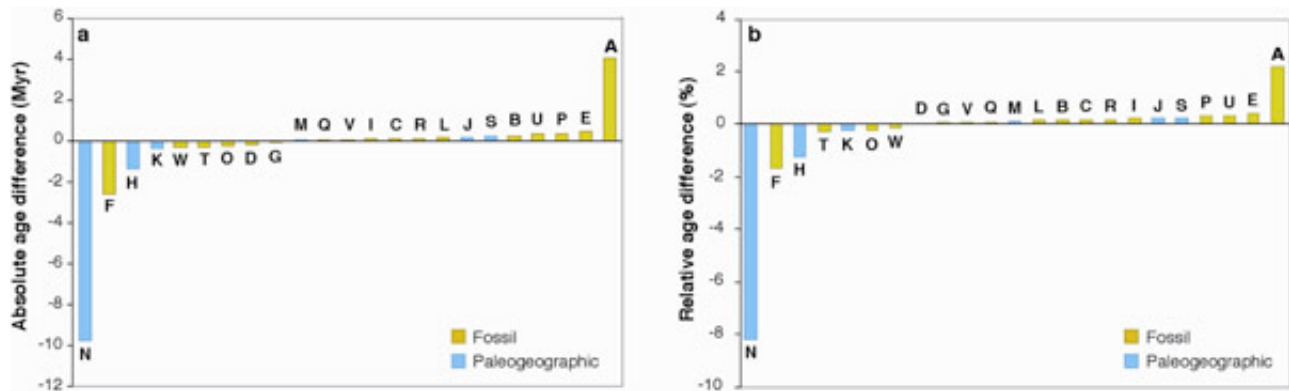 a
Absolute age difference (Myr)
6
4
2
0
-2
-4
-6
-8
-10
-12
A
M Q V I C R L J S B U P E
K W T O D G
H
F
N
Fossil
Paleogeographic
b
Relative age difference (%)
4
2
0
-2
-4
-6
-8
-10
A
D G V Q M L B C R I J S P U E
T K O W
H
F
N
Fossil
Paleogeographic